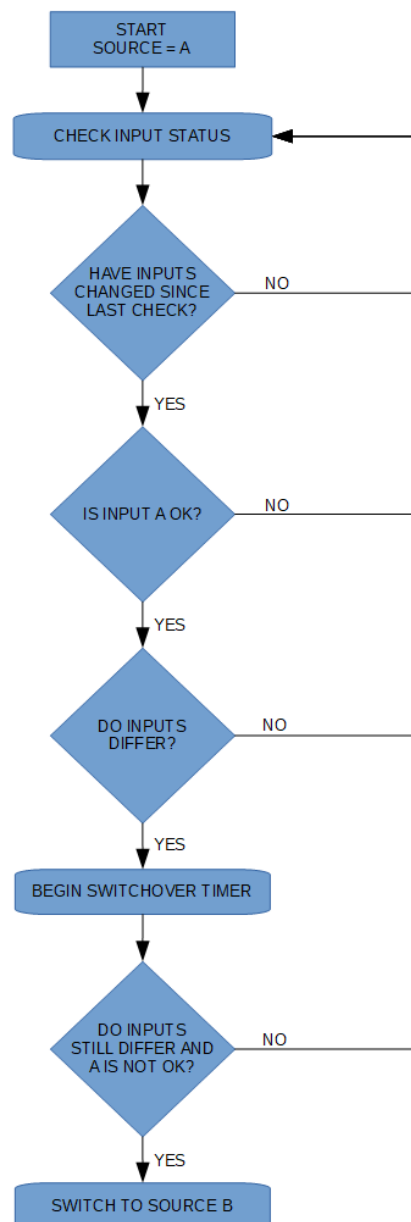 START
SOURCE = A
CHECK INPUT STATUS
HAVE INPUTS
CHANGED SINCE
LAST CHECK?
NO
YES
IS INPUT A OK?
NO
YES
DO INPUTS
DIFFER?
NO
YES
BEGIN SWITCHOVER TIMER
DO INPUTS
STILL DIFFER AND
A IS NOT OK?
NO
YES
SWITCH TO SOURCE B